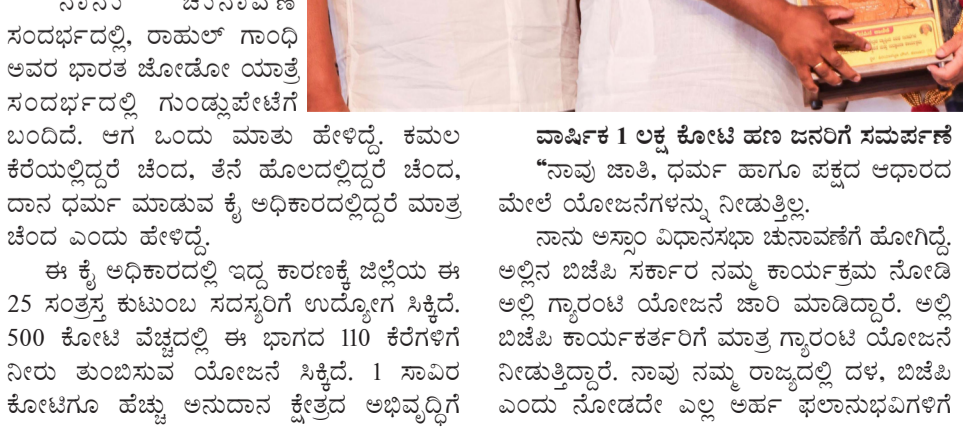 ಸಂದರ್ಭದಲ್ಲಿ, ರಾಹುಲ್ ಗಾಂಧಿ
ಅವರ ಭಾರತ ಜೋಡೋ ಯಾತ್ರೆ
ಸಂದರ್ಭದಲ್ಲಿ ಗುಂಡ್ಲುಪೇಟೆಗೆ
ಬಂದಿದೆ. ಆಗ ಒಂದು ಮಾತು ಹೇಳಿದ್ದೆ. ಕಮಲ
ಕೆರೆಯಲ್ಲಿದ್ದರೆ ಚೆಂದ, ತೆನೆ ಹೊಲದಲ್ಲಿದ್ದರೆ ಚೆಂದ,
ದಾನ ಧರ್ಮ ಮಾಡುವ ಕೈ ಅಧಿಕಾರದಲ್ಲಿದ್ದರೆ ಮಾತ್ರ
ಚೆಂದ ಎಂದು ಹೇಳಿದ್ದೆ.
ಈ ಕೈ ಅಧಿಕಾರದಲ್ಲಿ ಇದ್ದ ಕಾರಣಕ್ಕೆ ಜಿಲ್ಲೆಯ ಈ
25 ಸಂತ್ರಸ್ತ ಕುಟುಂಬ ಸದಸ್ಯರಿಗೆ ಉದ್ಯೋಗ ಸಿಕ್ಕಿದೆ.
500 ಕೋಟಿ ವೆಚ್ಚದಲ್ಲಿ ಈ ಭಾಗದ 110 ಕೆರೆಗಳಿಗೆ
ನೀರು ತುಂಬಿಸುವ ಯೋಜನೆ ಸಿಕ್ಕಿದೆ. 1 ಸಾವಿರ
ಕೋಟಿಗೂ ಹೆಚ್ಚು ಅನುದಾನ ಕ್ಷೇತ್ರದ ಅಭಿವೃದ್ಧಿಗೆ
ವಾರ್ಷಿಕ 1 ಲಕ್ಷ ಕೋಟಿ ಹಣ ಜನರಿಗೆ ಸಮರ್ಪಣೆ
“ನಾವು ಜಾತಿ, ಧರ್ಮ ಹಾಗೂ ಪಕ್ಷದ ಆಧಾರದ
ಮೇಲೆ ಯೋಜನೆಗಳನ್ನು ನೀಡುತ್ತಿಲ್ಲ.
ನಾನು ಅಸ್ಸಾಂ ವಿಧಾನಸಭಾ ಚುನಾವಣೆಗೆ ಹೋಗಿದ್ದೆ.
ಅಲ್ಲಿನ ಬಿಜೆಪಿ ಸರ್ಕಾರ ನಮ್ಮ ಕಾರ್ಯಕ್ರಮ ನೋಡಿ
ಅಲ್ಲಿ ಗ್ಯಾರಂಟಿ ಯೋಜನೆ ಜಾರಿ ಮಾಡಿದ್ದಾರೆ. ಅಲ್ಲಿ
ಬಿಜೆಪಿ ಕಾರ್ಯಕರ್ತರಿಗೆ ಮಾತ್ರ ಗ್ಯಾರಂಟಿ ಯೋಜನೆ
ನೀಡುತ್ತಿದ್ದಾರೆ. ನಾವು ನಮ್ಮ ರಾಜ್ಯದಲ್ಲಿ ದಳ, ಬಿಜೆಪಿ
ಎಂದು ನೋಡದೇ ಎಲ್ಲ ಅರ್ಹ ಫಲಾನುಭವಿಗಳಿಗೆ